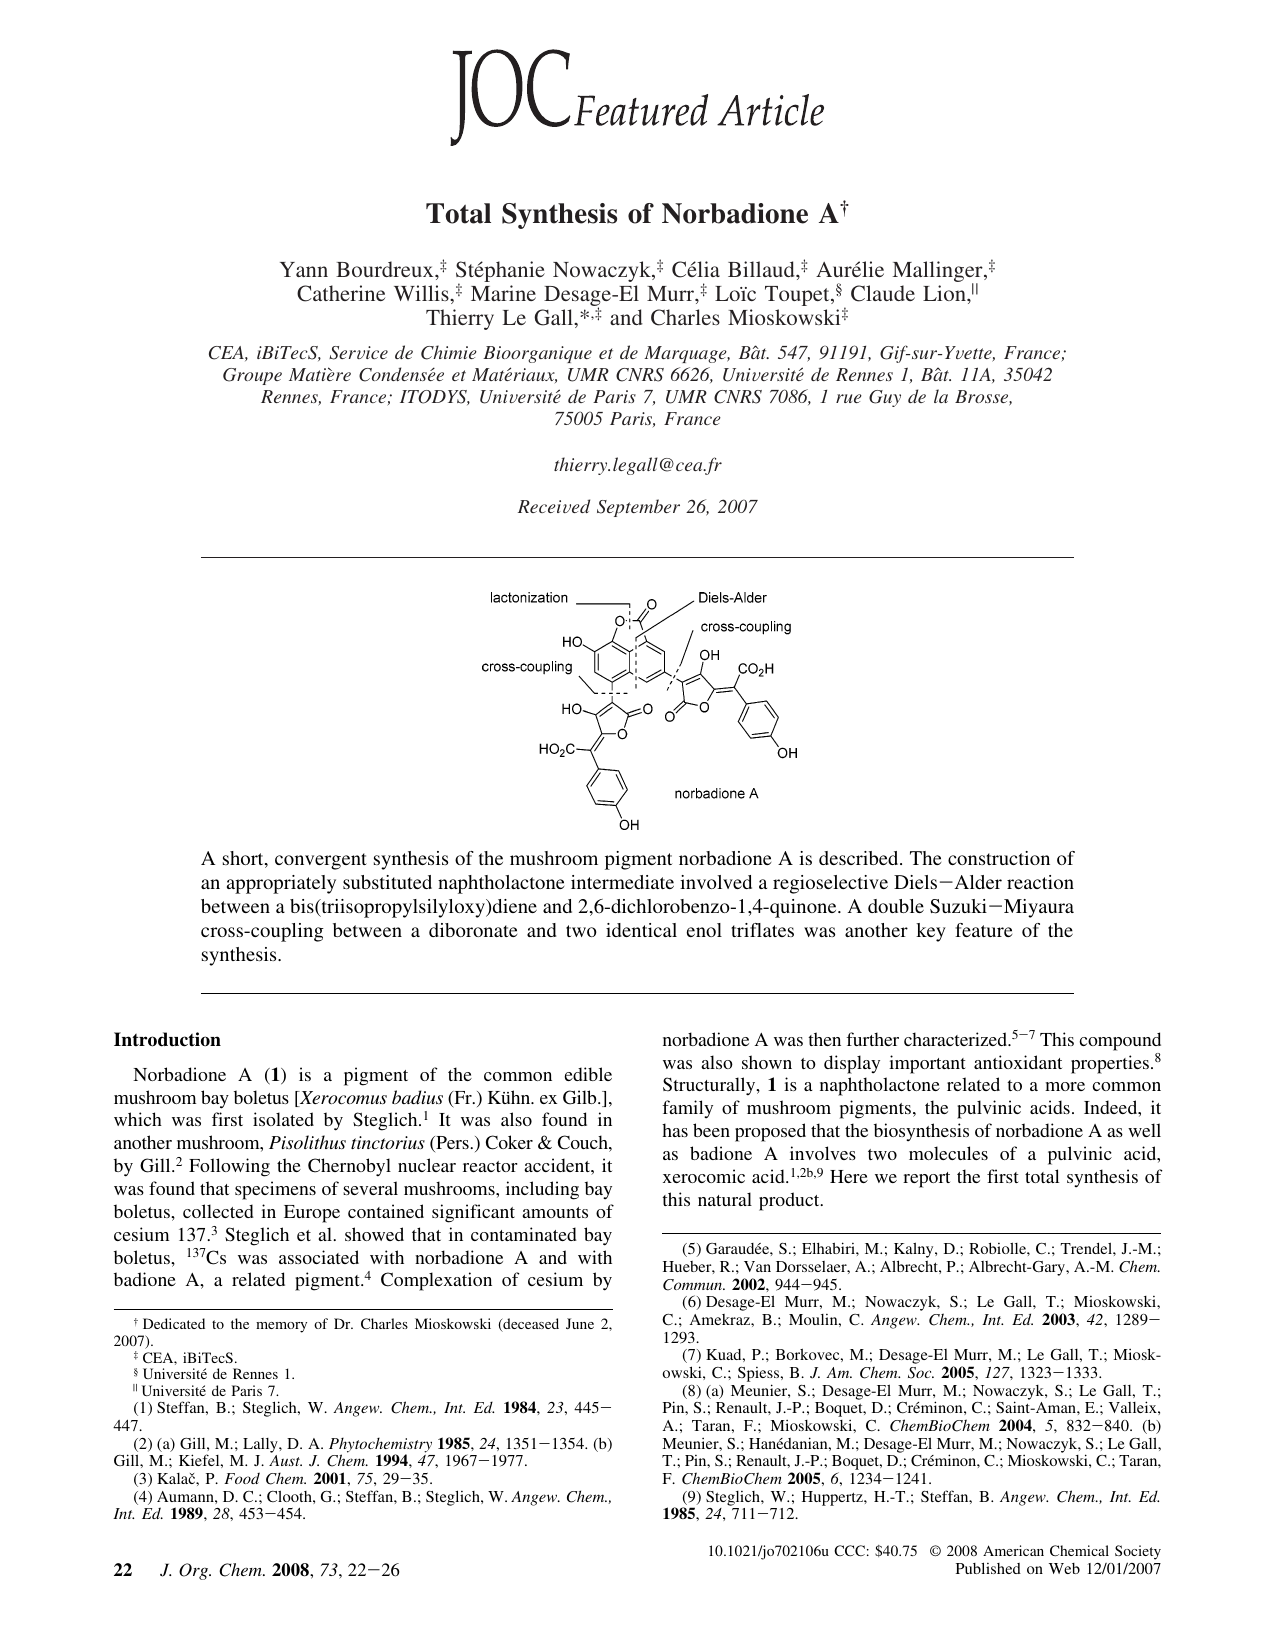 JOC Featured Article
Total Synthesis of Norbadione A†
Yann Bourdreux,‡ Stéphanie Nowaczyk,‡ Célia Billaud,‡ Aurélie Mallinger,‡
Catherine Willis,‡ Marine Desage-El Murr,‡ Loïc Toupet,§ Claude Lion,||
Thierry Le Gall,*,‡ and Charles Mioskowski‡
CEA, iBiTecS, Service de Chimie Bioorganique et de Marquage, Bât. 547, 91191, Gif-sur-Yvette, France;
Groupe Matière Condensée et Matériaux, UMR CNRS 6626, Université de Rennes 1, Bât. 11A, 35042
Rennes, France; ITODYS, Université de Paris 7, UMR CNRS 7086, 1 rue Guy de la Brosse,
75005 Paris, France
thierry.legall@cea.fr
Received September 26, 2007
lactonization
O
Diels-Alder
O
cross-coupling
HO
OH
cross-coupling
CO2H
HO
O
O
O
O
HO2C
OH
norbadione A
OH
A short, convergent synthesis of the mushroom pigment norbadione A is described. The construction of
an appropriately substituted naphtholactone intermediate involved a regioselective Diels−Alder reaction
between a bis(triisopropylsilyloxy)diene and 2,6-dichlorobenzo-1,4-quinone. A double Suzuki−Miyaura
cross-coupling between a diboronate and two identical enol triflates was another key feature of the
synthesis.
Introduction
Norbadione A (1) is a pigment of the common edible
mushroom bay boletus [Xerocomus badius (Fr.) Kühn. ex Gilb.],
which was first isolated by Steglich.1 It was also found in
another mushroom, Pisolithus tinctorius (Pers.) Coker & Couch,
by Gill.2 Following the Chernobyl nuclear reactor accident, it
was found that specimens of several mushrooms, including bay
boletus, collected in Europe contained significant amounts of
cesium 137.3 Steglich et al. showed that in contaminated bay
boletus, 137Cs was associated with norbadione A and with
badione A, a related pigment.4 Complexation of cesium by
† Dedicated to the memory of Dr. Charles Mioskowski (deceased June 2,
2007).
‡ CEA, iBiTecS.
§ Université de Rennes 1.
|| Université de Paris 7.
(1) Steffan, B.; Steglich, W. Angew. Chem., Int. Ed. 1984, 23, 445−
447.
(2) (a) Gill, M.; Lally, D. A. Phytochemistry 1985, 24, 1351−1354. (b)
Gill, M.; Kiefel, M. J. Aust. J. Chem. 1994, 47, 1967−1977.
(3) Kalač, P. Food Chem. 2001, 75, 29−35.
(4) Aumann, D. C.; Clooth, G.; Steffan, B.; Steglich, W. Angew. Chem.,
Int. Ed. 1989, 28, 453−454.
norbadione A was then further characterized.5−7 This compound
was also shown to display important antioxidant properties.8
Structurally, 1 is a naphtholactone related to a more common
family of mushroom pigments, the pulvinic acids. Indeed, it
has been proposed that the biosynthesis of norbadione A as well
as badione A involves two molecules of a pulvinic acid,
xerocomic acid.1,2b,9 Here we report the first total synthesis of
this natural product.
(5) Garaudée, S.; Elhabiri, M.; Kalny, D.; Robiolle, C.; Trendel, J.-M.;
Hueber, R.; Van Dorsselaer, A.; Albrecht, P.; Albrecht-Gary, A.-M. Chem.
Commun. 2002, 944−945.
(6) Desage-El Murr, M.; Nowaczyk, S.; Le Gall, T.; Mioskowski,
C.; Amekraz, B.; Moulin, C. Angew. Chem., Int. Ed. 2003, 42, 1289−
1293.
(7) Kuad, P.; Borkovec, M.; Desage-El Murr, M.; Le Gall, T.; Miosk-
owski, C.; Spiess, B. J. Am. Chem. Soc. 2005, 127, 1323−1333.
(8) (a) Meunier, S.; Desage-El Murr, M.; Nowaczyk, S.; Le Gall, T.;
Pin, S.; Renault, J.-P.; Boquet, D.; Créminon, C.; Saint-Aman, E.; Valleix,
A.; Taran, F.; Mioskowski, C. ChemBioChem 2004, 5, 832−840. (b)
Meunier, S.; Hanédanian, M.; Desage-El Murr, M.; Nowaczyk, S.; Le Gall,
T.; Pin, S.; Renault, J.-P.; Boquet, D.; Créminon, C.; Mioskowski, C.; Taran,
F. ChemBioChem 2005, 6, 1234−1241.
(9) Steglich, W.; Huppertz, H.-T.; Steffan, B. Angew. Chem., Int. Ed.
1985, 24, 711−712.
10.1021/jo702106u CCC: $40.75 © 2008 American Chemical Society
22 J. Org. Chem. 2008, 73, 22−26
Published on Web 12/01/2007